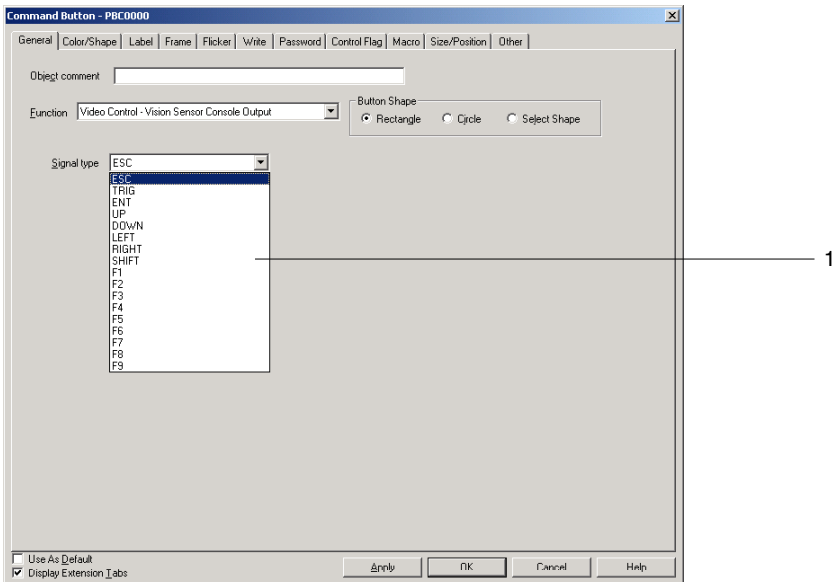 Command Button - PBC0000
General Color/Shape Label Frame Flicker Write Password Control Flag Macro Size/Position Other
Object comment
Function Video Control - Vision Sensor Console Output
Button Shape
Rectangle Circle Select Shape
Signal type ESC
ESC
TRIG
ENT
UP
DOWN
LEFT
RIGHT
SHIFT
1
F1
F2
F3
F4
F5
F6
F7
F8
F9
Use As Default
Display Extension Tabs
Apply OK Cancel Help